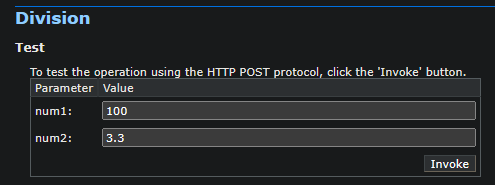 Division
Test
To test the operation using the HTTP POST protocol, click the 'Invoke' button.
Parameter Value
num1: 100
num2: 3.3
Invoke